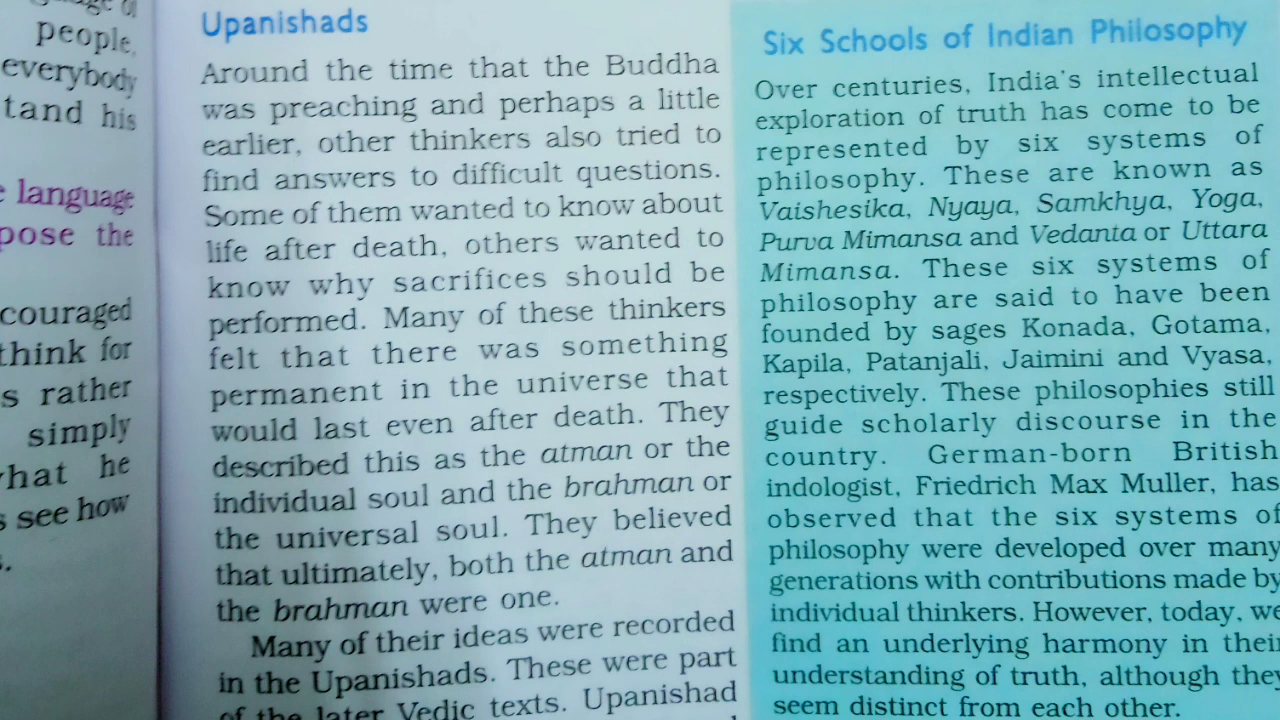 people,
everybody
tand his
language
pose the
couraged
think for
s rather
simply
hat he
s see how
Upanishads
Around the time that the Buddha
was preaching and perhaps a little
earlier, other thinkers also tried to
find answers to difficult questions.
Some of them wanted to know about
life after death, others wanted to
know why sacrifices should be
performed. Many of these thinkers
felt that there was something
permanent in the universe that
would last even after death. They
described this as the atman or the
individual soul and the brahman or
the universal soul. They believed
that ultimately, both the atman and
the brahman were one.
Many of their ideas were recorded
in the Upanishads. These were part
of the later Vedic texts. Upanishad
Six Schools of Indian Philosophy
Over centuries, India's intellectual
exploration of truth has come to be
represented by six systems of
philosophy. These are known as
Vaishesika, Nyaya, Samkhya, Yoga,
Purva Mimansa and Vedanta or Uttara
Mimansa. These six systems of
philosophy are said to have been
founded by sages Konada, Gotama,
Kapila, Patanjali, Jaimini and Vyasa,
respectively. These philosophies still
guide scholarly discourse in the
country. German-born British
indologist, Friedrich Max Muller, has
observed that the six systems of
philosophy were developed over many
generations with contributions made by
individual thinkers. However, today, we
find an underlying harmony in their
understanding of truth, although they
seem distinct from each other.